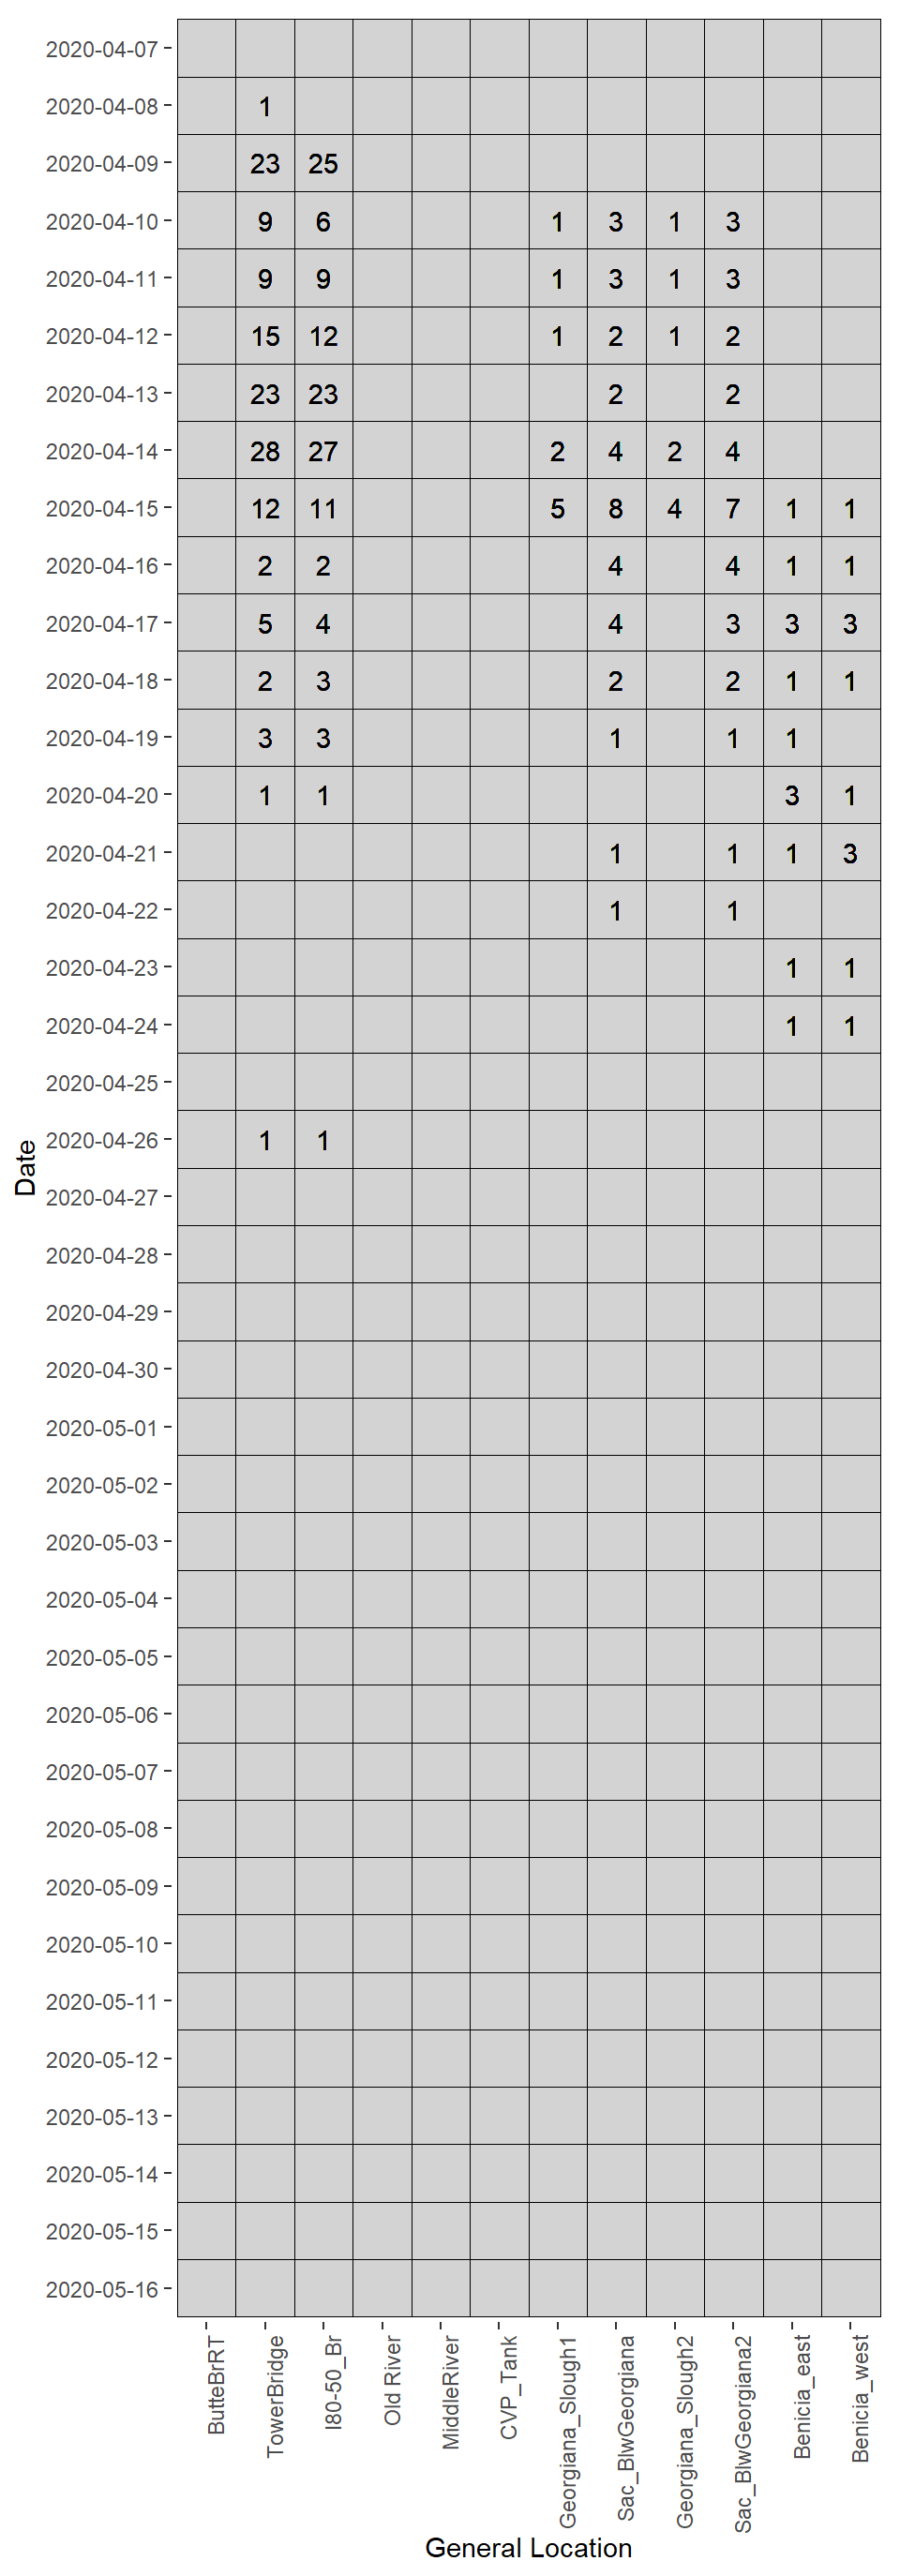 2020-04-07
2020-04-08 1
2020-04-09 23 25
2020-04-10 9 6 1 3 1 3
2020-04-11 9 9 1 3 1 3
2020-04-12 15 12 1 2 1 2
2020-04-13 23 23 2 2
2020-04-14 28 27 2 4 2 4
2020-04-15 12 11 5 8 4 7 1 1
2020-04-16 2 2 4 4 1 1
2020-04-17 5 4 4 3 3 3
2020-04-18 2 3 2 2 1 1
2020-04-19 3 3 1 1 1
2020-04-20 1 1 3 1
2020-04-21 1 1 1 3
2020-04-22 1 1
2020-04-23 1 1
2020-04-24 1 1
2020-04-25
2020-04-26 1 1
2020-04-27
2020-04-28
2020-04-29
2020-04-30
2020-05-01
2020-05-02
2020-05-03
2020-05-04
2020-05-05
2020-05-06
2020-05-07
2020-05-08
2020-05-09
2020-05-10
2020-05-11
2020-05-12
2020-05-13
2020-05-14
2020-05-15
2020-05-16
Date
ButteBrRT
TowerBridge
I80-50_Br
Old River
MiddleRiver
CVP_Tank
Georgiana_Slough1
Sac_BlwGeorgiana
Georgiana_Slough2
Sac_BlwGeorgiana2
Benicia_east
Benicia_west
General Location